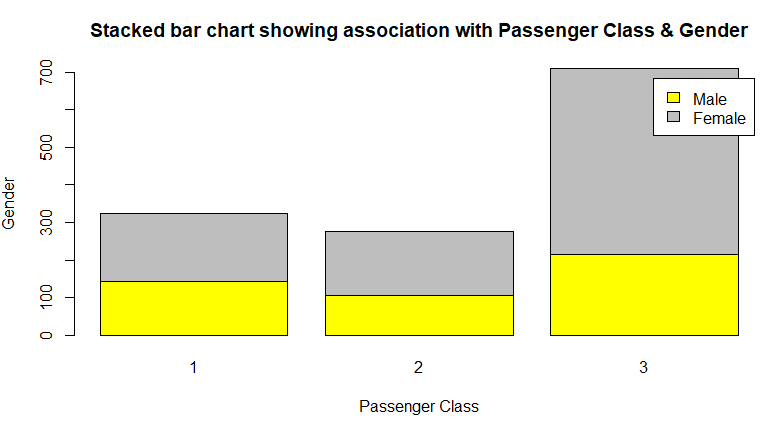 Stacked bar chart showing association with Passenger Class & Gender
700
500
300
100
0
Gender
Male
Female
1 2 3
Passenger Class